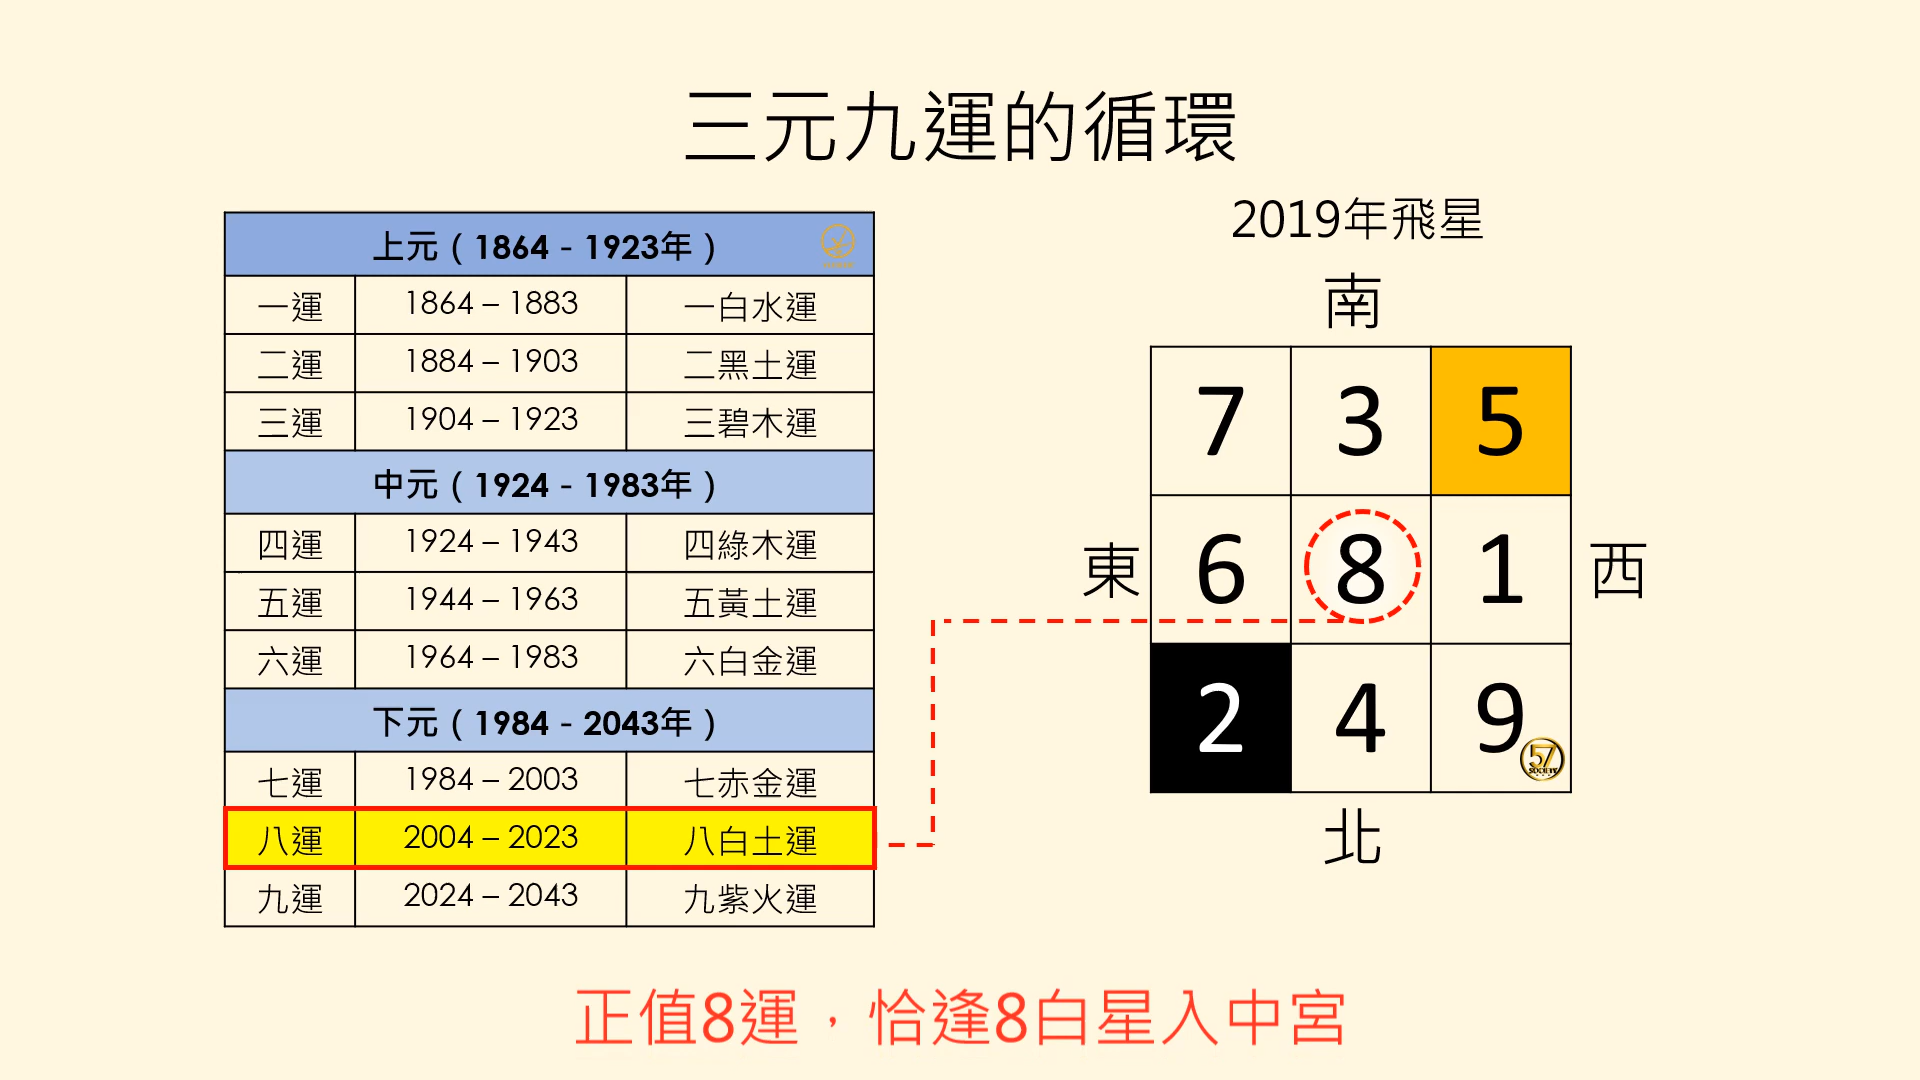 三元九運的循環
上元（1864 - 1923年）
一運 1864 – 1883 一白水運
二運 1884 – 1903 二黑土運
三運 1904 – 1923 三碧木運
中元（1924 - 1983年）
四運 1924 – 1943 四綠木運
五運 1944 – 1963 五黃土運
六運 1964 – 1983 六白金運
下元（1984 - 2043年）
七運 1984 – 2003 七赤金運
八運 2004 – 2023 八白土運
九運 2024 – 2043 九紫火運
2019年飛星
南
7 3 5
東 6 8 1 西
2 4 9
57
SOCIETY
北
正值8運，恰逢8白星入中宮